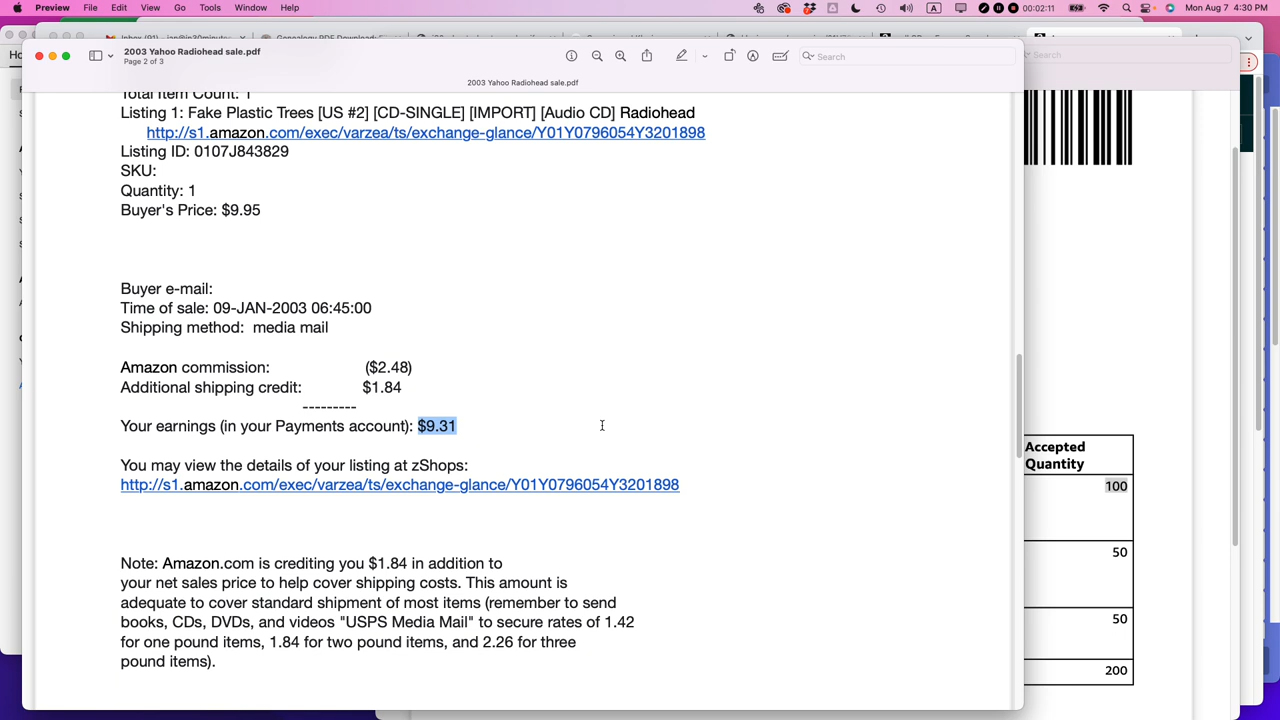 Preview File Edit View Go Tools Window Help
00:02:11
A
Mon Aug 7 4:30 PM
2003 Yahoo Radiohead sale.pdf
Page 2 of 3
Search
Search
2003 Yahoo Radiohead sale.pdf
Total Item Count: 1
Listing 1: Fake Plastic Trees [US #2] [CD-SINGLE] [IMPORT] [Audio CD] Radiohead
http://s1.amazon.com/exec/varzea/ts/exchange-glance/Y01Y0796054Y3201898
Listing ID: 0107J843829
SKU:
Quantity: 1
Buyer's Price: $9.95
Buyer e-mail:
Time of sale: 09-JAN-2003 06:45:00
Shipping method: media mail
Amazon commission: ($2.48)
Additional shipping credit: $1.84
---------
Your earnings (in your Payments account): $9.31
You may view the details of your listing at zShops:
http://s1.amazon.com/exec/varzea/ts/exchange-glance/Y01Y0796054Y3201898
Note: Amazon.com is crediting you $1.84 in addition to
your net sales price to help cover shipping costs. This amount is
adequate to cover standard shipment of most items (remember to send
books, CDs, DVDs, and videos "USPS Media Mail" to secure rates of 1.42
for one pound items, 1.84 for two pound items, and 2.26 for three
pound items).
Accepted
Quantity
100
50
50
200